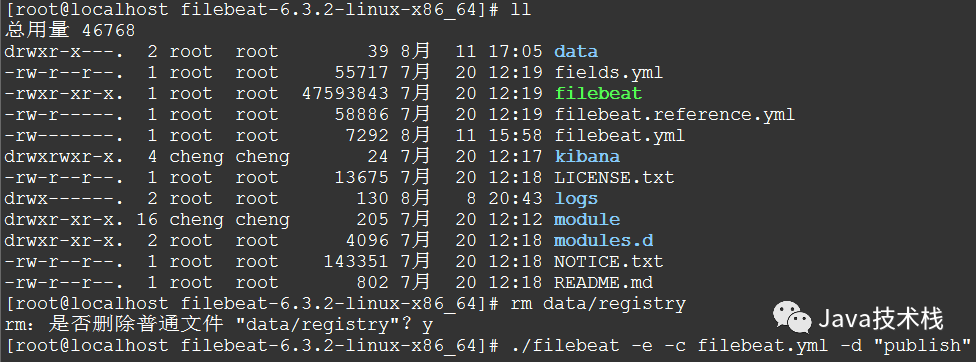 [root@localhost filebeat-6.3.2-linux-x86_64]# ll
总用量 46768
drwxr-x---. 2 root root 39 8月 11 17:05 data
-rw-r--r--. 1 root root 55717 7月 20 12:19 fields.yml
-rwxr-xr-x. 1 root root 47593843 7月 20 12:19 filebeat
-rw-r-----. 1 root root 58886 7月 20 12:19 filebeat.reference.yml
-rw-------. 1 root root 7292 8月 11 15:58 filebeat.yml
drwxrwxr-x. 4 cheng cheng 24 7月 20 12:17 kibana
-rw-r--r--. 1 root root 13675 7月 20 12:18 LICENSE.txt
drwx------. 2 root root 130 8月 8 20:43 logs
drwxr-xr-x. 16 cheng cheng 205 7月 20 12:12 module
drwxr-xr-x. 2 root root 4096 7月 20 12:18 modules.d
-rw-r--r--. 1 root root 143351 7月 20 12:18 NOTICE.txt
-rw-r--r--. 1 root root 802 7月 20 12:18 README.md
[root@localhost filebeat-6.3.2-linux-x86_64]# rm data/registry
rm：是否删除普通文件 "data/registry"？y
[root@localhost filebeat-6.3.2-linux-x86_64]# ./filebeat -e -c filebeat.yml -d "publish"
Java技术栈